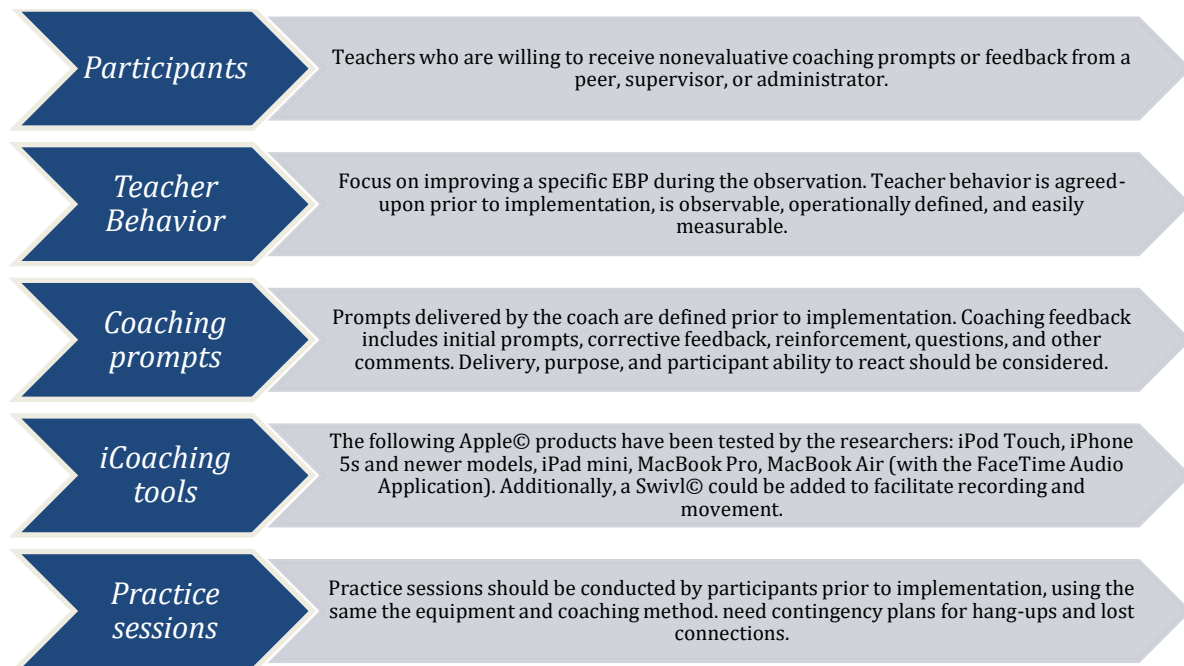 Participants
Teachers who are willing to receive nonevaluative coaching prompts or feedback from a
peer, supervisor, or administrator.
Teacher
Behavior
Focus on improving a specific EBP during the observation. Teacher behavior is agreed-
upon prior to implementation, is observable, operationally defined, and easily
measurable.
Coaching
prompts
Prompts delivered by the coach are defined prior to implementation. Coaching feedback
includes initial prompts, corrective feedback, reinforcement, questions, and other
comments. Delivery, purpose, and participant ability to react should be considered.
iCoaching
tools
The following Apple© products have been tested by the researchers: iPod Touch, iPhone
5s and newer models, iPad mini, MacBook Pro, MacBook Air (with the FaceTime Audio
Application). Additionally, a Swivl© could be added to facilitate recording and
movement.
Practice
sessions
Practice sessions should be conducted by participants prior to implementation, using the
same the equipment and coaching method. need contingency plans for hang-ups and lost
connections.